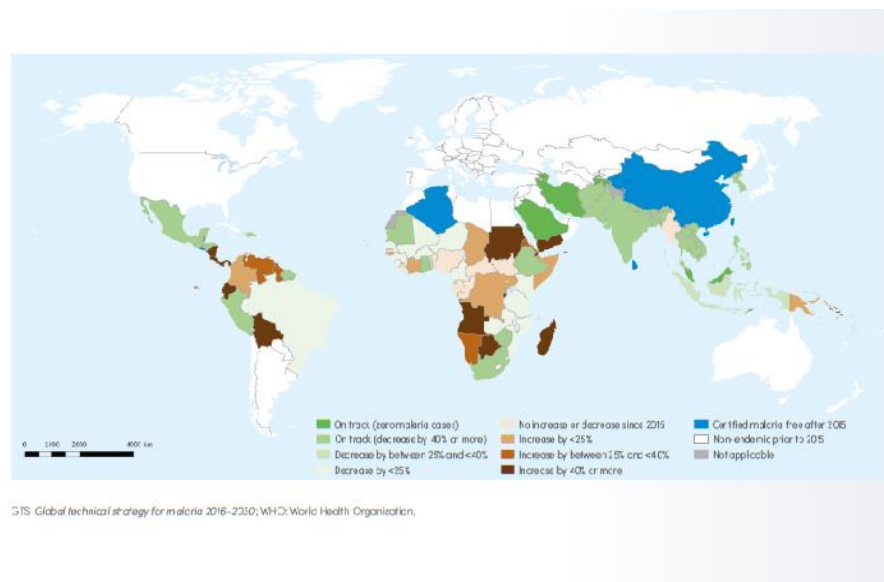 On track (zero malaria cases)
On track (decrease by 40% or more)
Decrease by between 25% and <40%
Decrease by <25%
No increase or decrease since 2015
Increase by <25%
Increase by between 25% and <40%
Increase by 40% or more
Certified malaria free after 2015
Non-endemic prior to 2015
Not applicable
0 1000 2000 4000 km
GTS: Global technical strategy for malaria 2016–2030; WHO: World Health Organization.